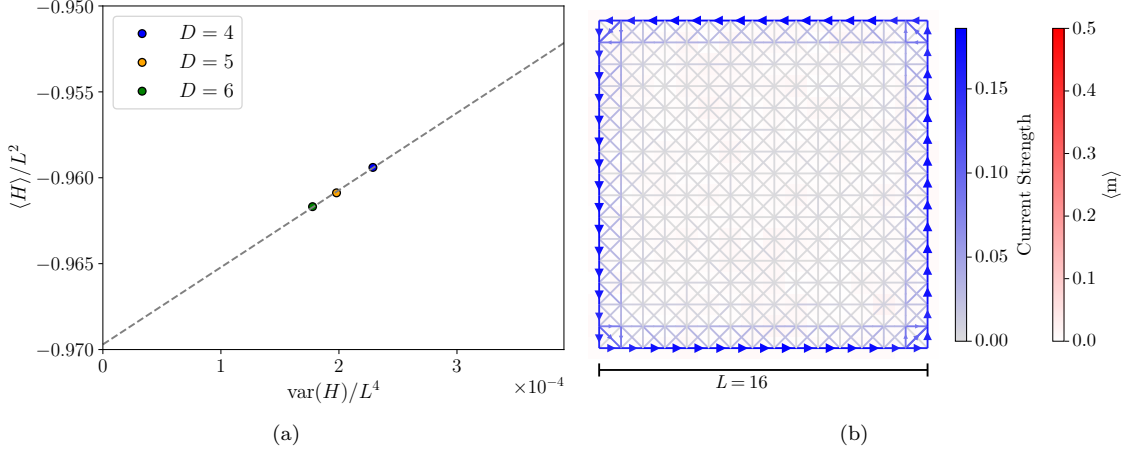 −0.950
−0.955
−0.960
−0.965
−0.970
⟨H⟩/L²
D = 4
D = 5
D = 6
0
1
2
3
×10⁻⁴
var(H)/L⁴
(a)
L = 16
0.15
0.10
0.05
0.00
Current Strength
0.5
0.4
0.3
0.2
0.1
0.0
⟨m⟩
(b)